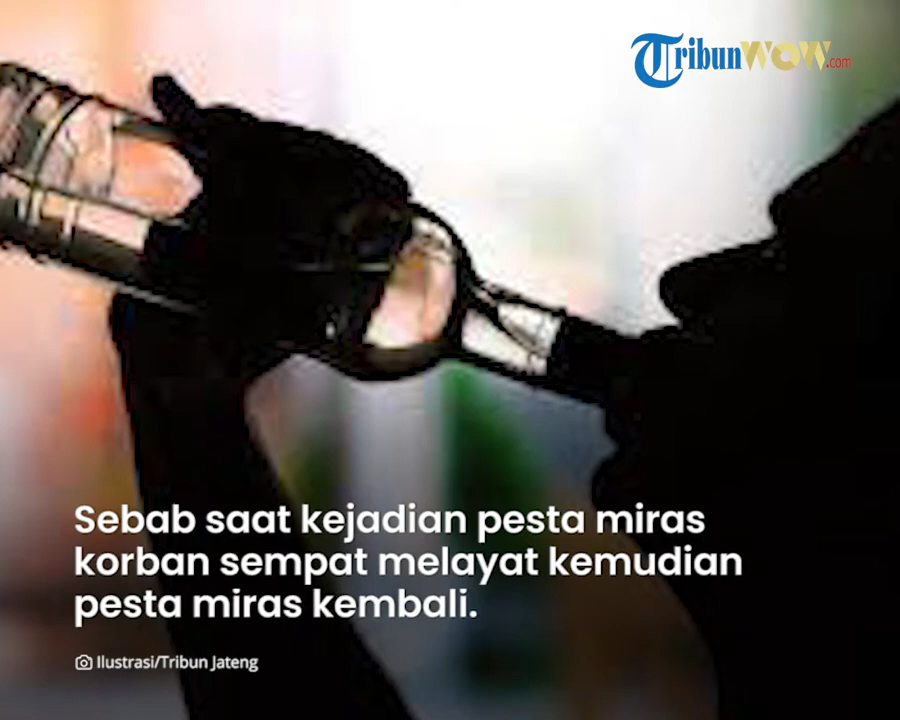 TribunWOW.com
Sebab saat kejadian pesta miras
korban sempat melayat kemudian
pesta miras kembali.
Ilustrasi/Tribun Jateng